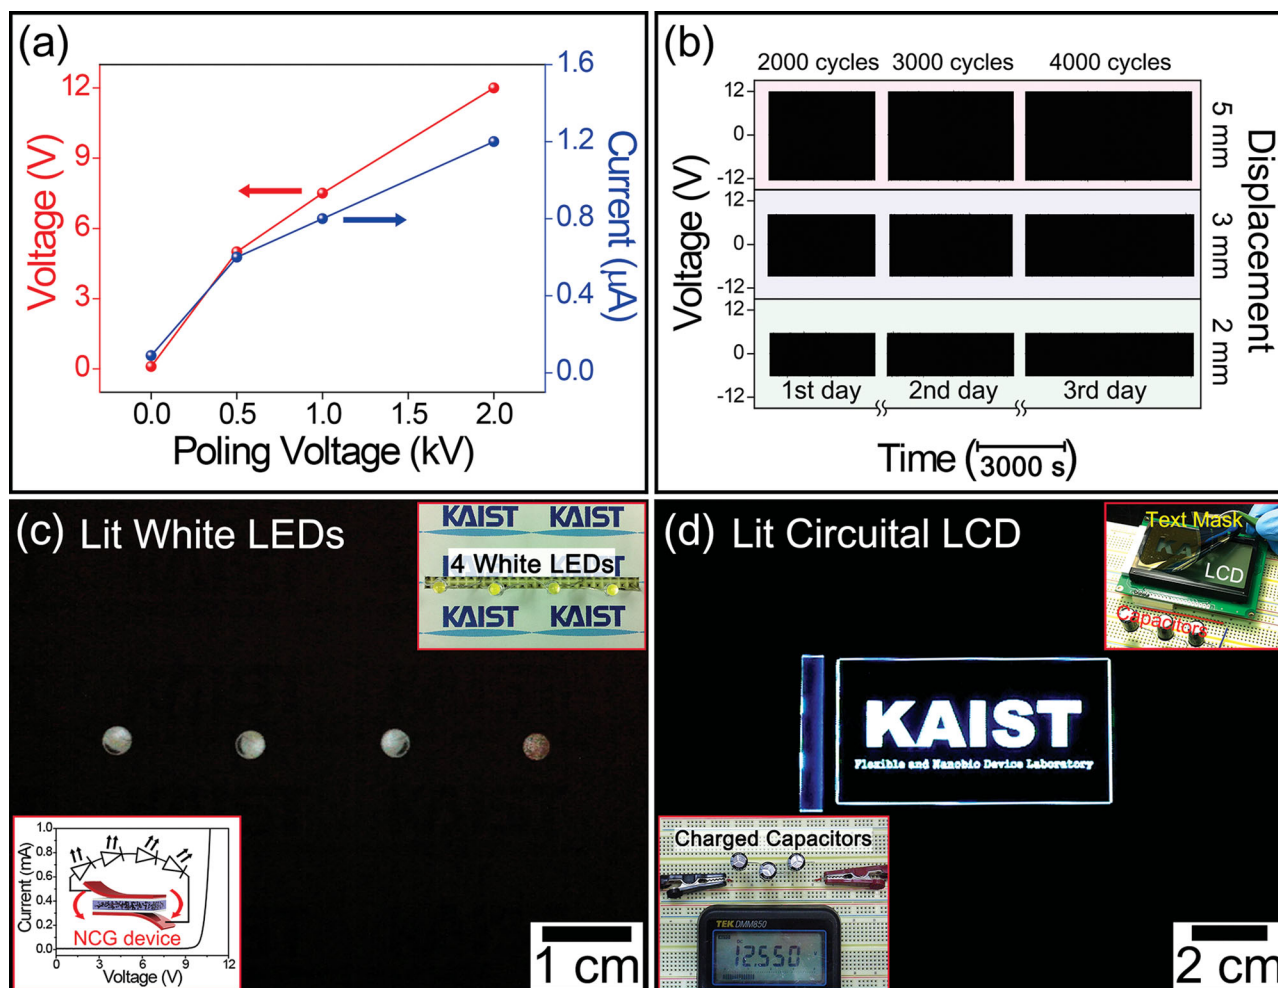 (a)
12
9
6
3
0
Voltage (V)
1.6
1.2
0.8
0.4
0.0
Current (μA)
0.0 0.5 1.0 1.5 2.0
Poling Voltage (kV)
(b)
2000 cycles 3000 cycles 4000 cycles
12
0
-12
12
0
-12
12
0
-12
Voltage (V)
5 mm
3 mm
2 mm
Displacement
1st day 2nd day 3rd day
Time (3000 s)
(c) Lit White LEDs
KAIST KAIST
4 White LEDs
KAIST KAIST
1.0
0.8
0.6
0.4
0.2
0.0
Current (mA)
NCG device
0 3 6 9 12
Voltage (V)
1 cm
(d) Lit Circuital LCD
Text Mask
KA
LCD
Capacitors
KAIST
Flexible and Nanobio Device Laboratory
Charged Capacitors
TEK DMM850
12.550
2 cm